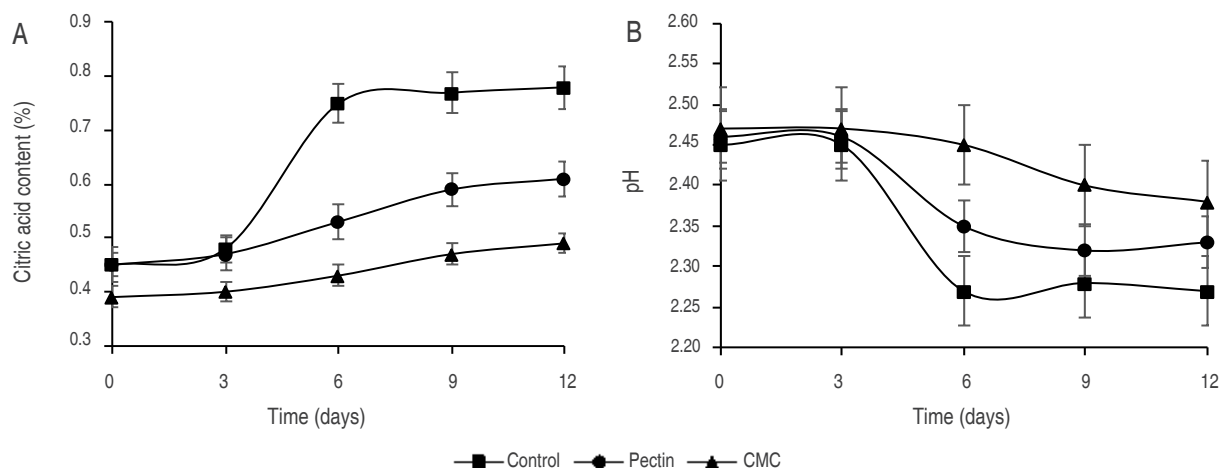 A
Citric acid content (%)
0.9
0.8
0.7
0.6
0.5
0.4
0.3
0 3 6 9 12
Time (days)
B
pH
2.60
2.55
2.50
2.45
2.40
2.35
2.30
2.25
2.20
0 3 6 9 12
Time (days)
Control Pectin CMC